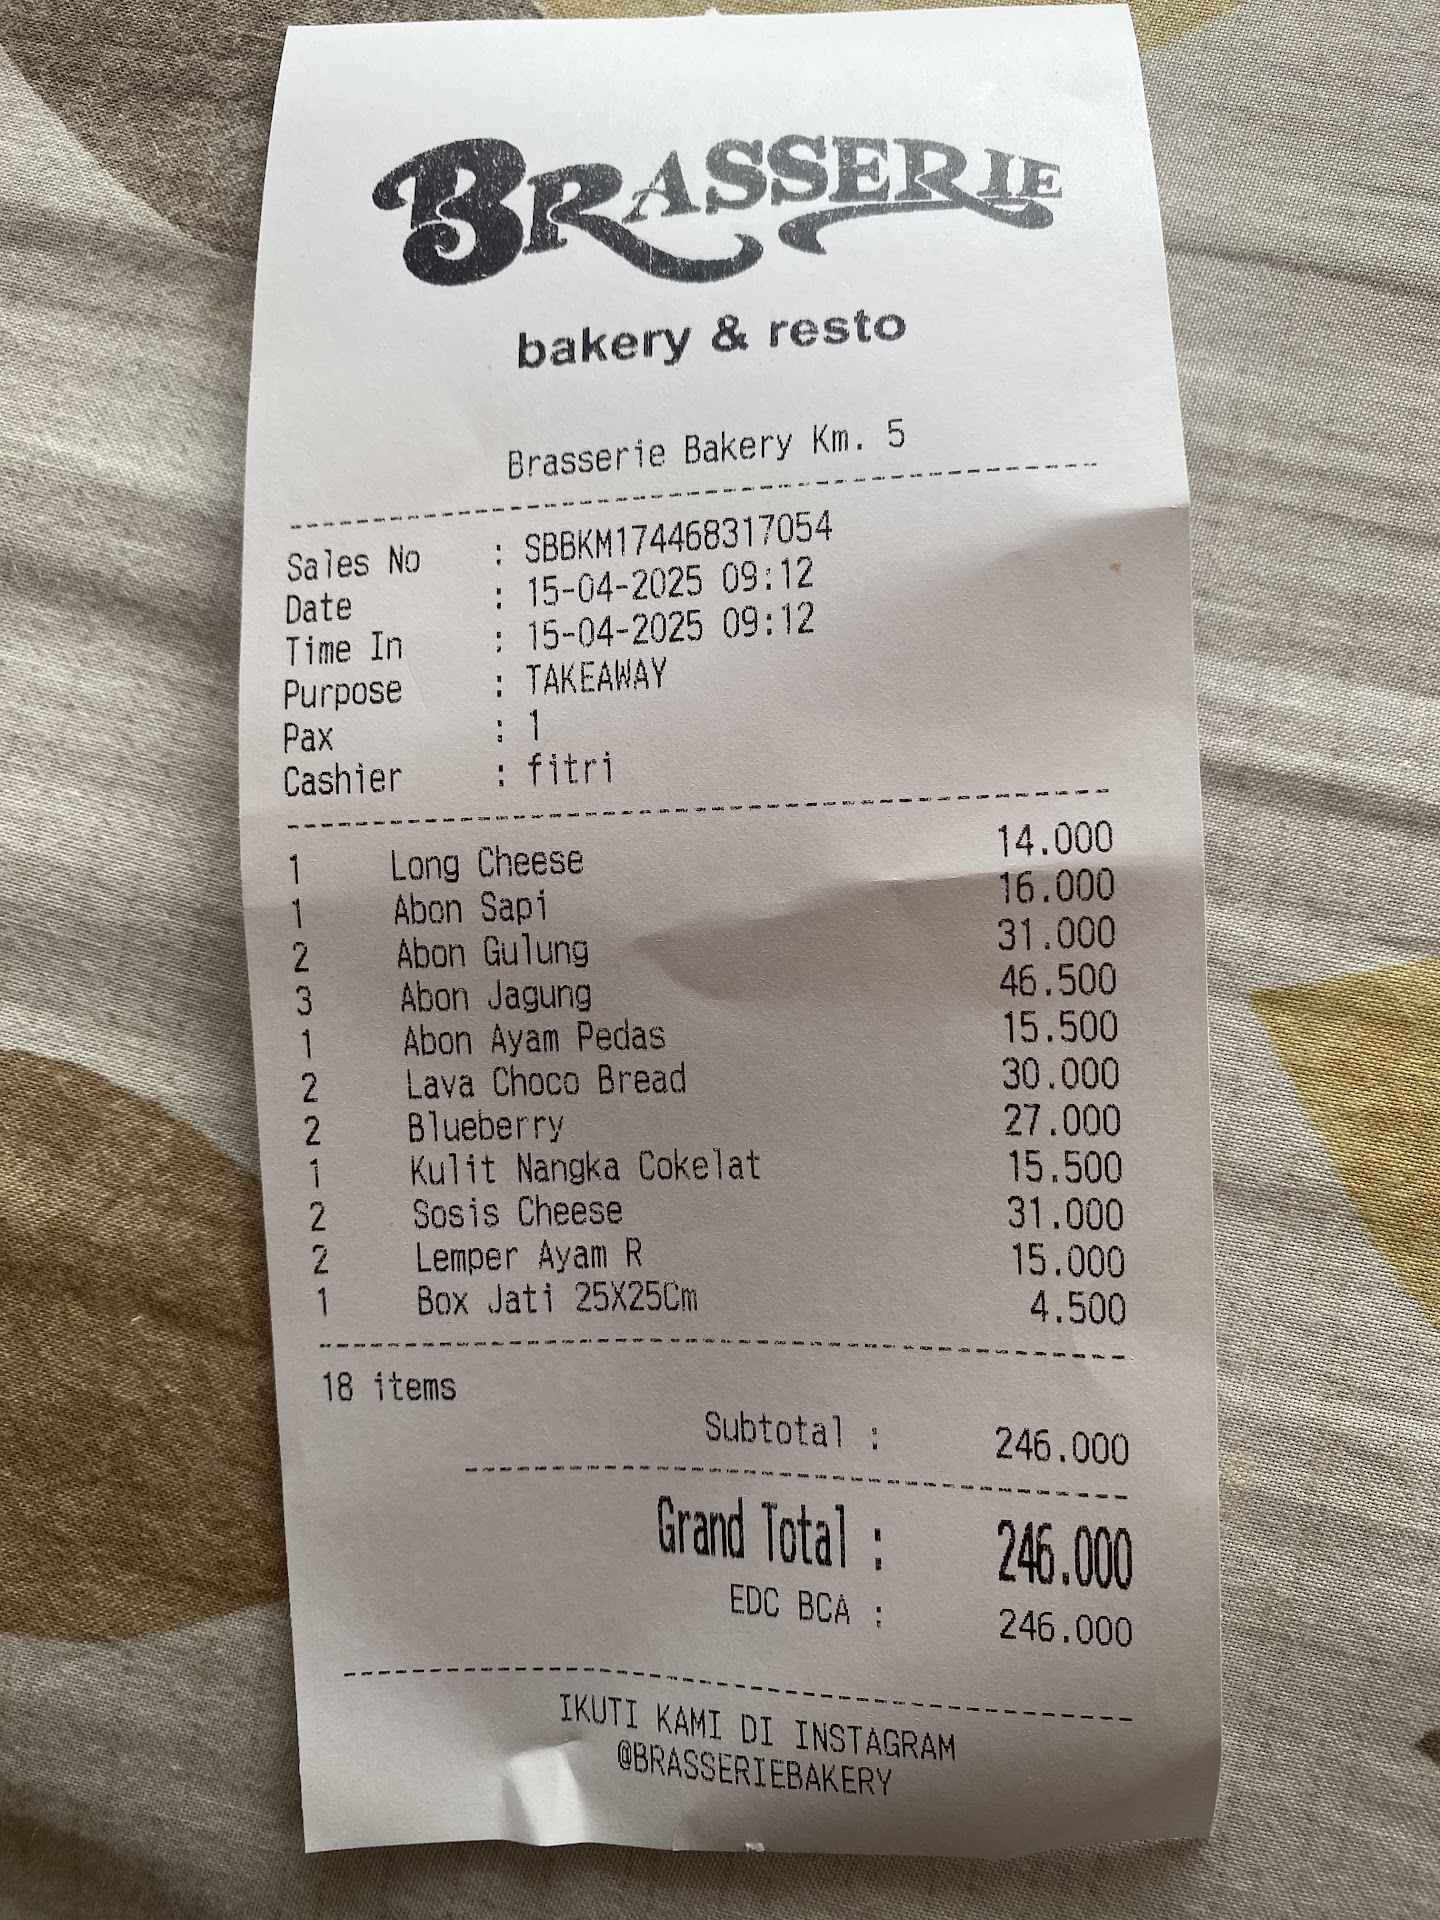 BRASSERIE
bakery & resto
Brasserie Bakery Km. 5
Sales No : SBBKM174468317054
Date : 15-04-2025 09:12
Time In : 15-04-2025 09:12
Purpose : TAKEAWAY
Pax : 1
Cashier : fitri
1 Long Cheese 14.000
1 Abon Sapi 16.000
2 Abon Gulung 31.000
3 Abon Jagung 46.500
1 Abon Ayam Pedas 15.500
2 Lava Choco Bread 30.000
2 Blueberry 27.000
1 Kulit Nangka Cokelat 15.500
2 Sosis Cheese 31.000
2 Lemper Ayam R 15.000
1 Box Jati 25X25Cm 4.500
18 items
Subtotal : 246.000
Grand Total : 246.000
EDC BCA : 246.000
IKUTI KAMI DI INSTAGRAM
@BRASSERIEBAKERY